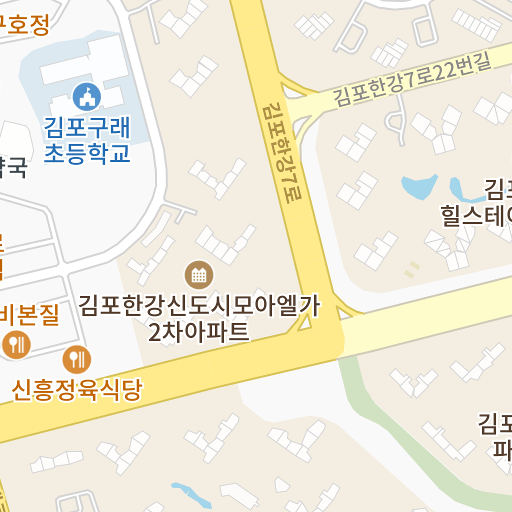 구호정
김포한강7로22번길
김포구래
초등학교
김포한강7로
약국
김포
힐스테이
비본질
김포한강신도시모아엘가
2차아파트
신흥정육식당
김포
파